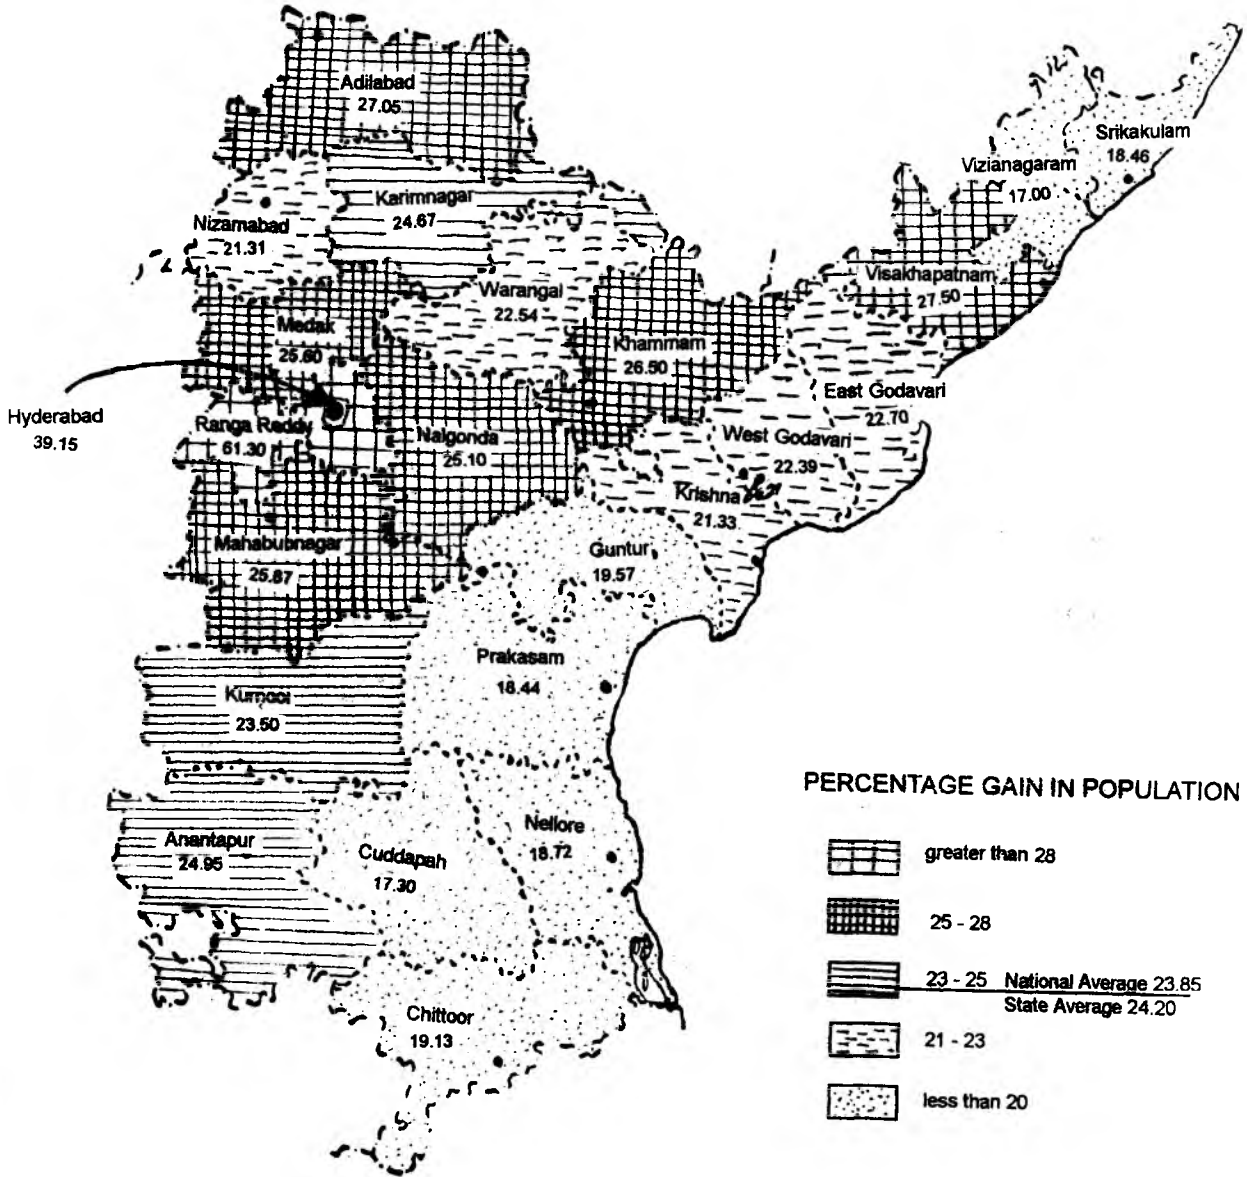 Adilabad
27.05
Srikakulam
18.46
Vizianagaram
17.00
Karimnagar
24.67
Nizamabad
21.31
Visakhapatnam
27.50
Warangal
22.54
Medak
25.60
Khammam
26.50
East Godavari
22.70
Hyderabad
39.15
Ranga Reddy
61.30
Nalgonda
25.10
West Godavari
22.39
Krishna
21.33
Mahabubnagar
25.87
Guntur
19.57
Prakasam
18.44
Kurnool
23.50
PERCENTAGE GAIN IN POPULATION
Anantapur
24.95
Cuddapah
17.30
Nellore
18.72
greater than 28
25 - 28
23 - 25 National Average 23.85
State Average 24.20
21 - 23
less than 20
Chittoor
19.13